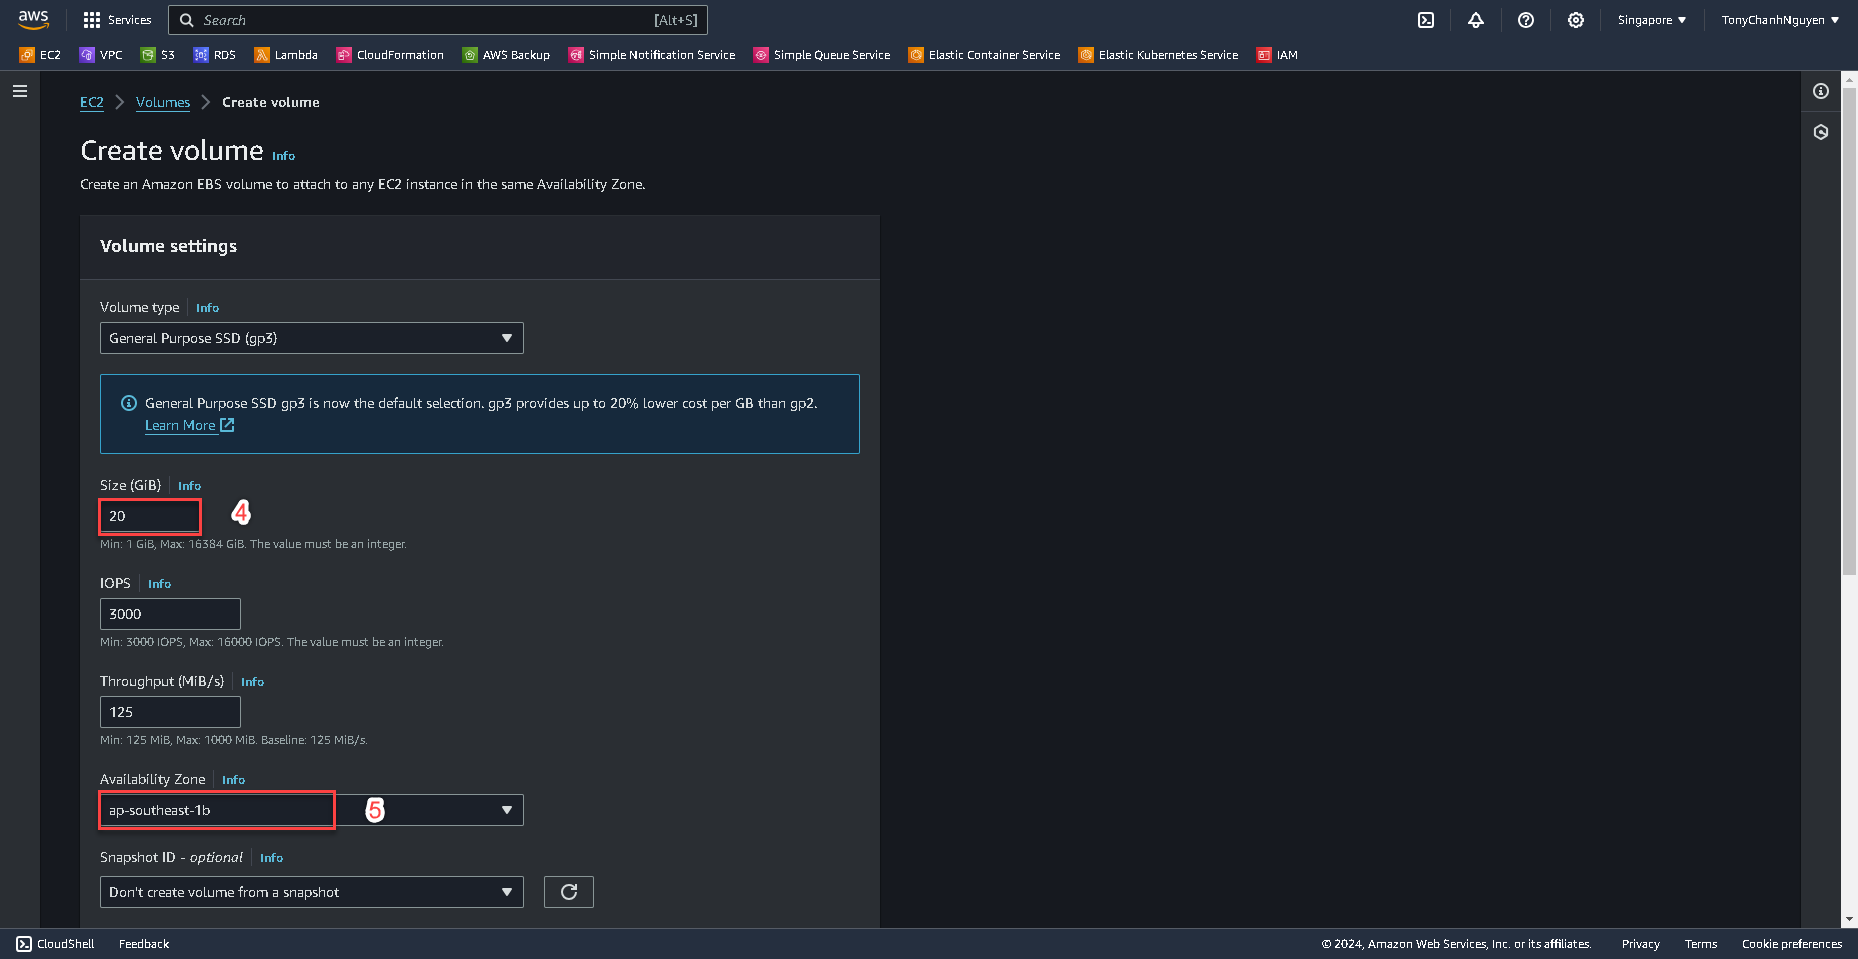 aws Services Search [Alt+S] Singapore TonyChanhNguyen
EC2 VPC S3 RDS Lambda CloudFormation AWS Backup Simple Notification Service Simple Queue Service Elastic Container Service Elastic Kubernetes Service IAM
EC2 Volumes Create volume
Create volume Info
Create an Amazon EBS volume to attach to any EC2 instance in the same Availability Zone.
Volume settings
Volume type Info
General Purpose SSD (gp3)
General Purpose SSD gp3 is now the default selection. gp3 provides up to 20% lower cost per GB than gp2.
Learn More
Size (GiB) Info
20 4
Min: 1 GiB, Max: 16384 GiB. The value must be an integer.
IOPS Info
3000
Min: 3000 IOPS, Max: 16000 IOPS. The value must be an integer.
Throughput (MiB/s) Info
125
Min: 125 MiB, Max: 1000 MiB. Baseline: 125 MiB/s.
Availability Zone Info
ap-southeast-1b 5
Snapshot ID - optional Info
Don't create volume from a snapshot
CloudShell Feedback © 2024, Amazon Web Services, Inc. or its affiliates. Privacy Terms Cookie preferences